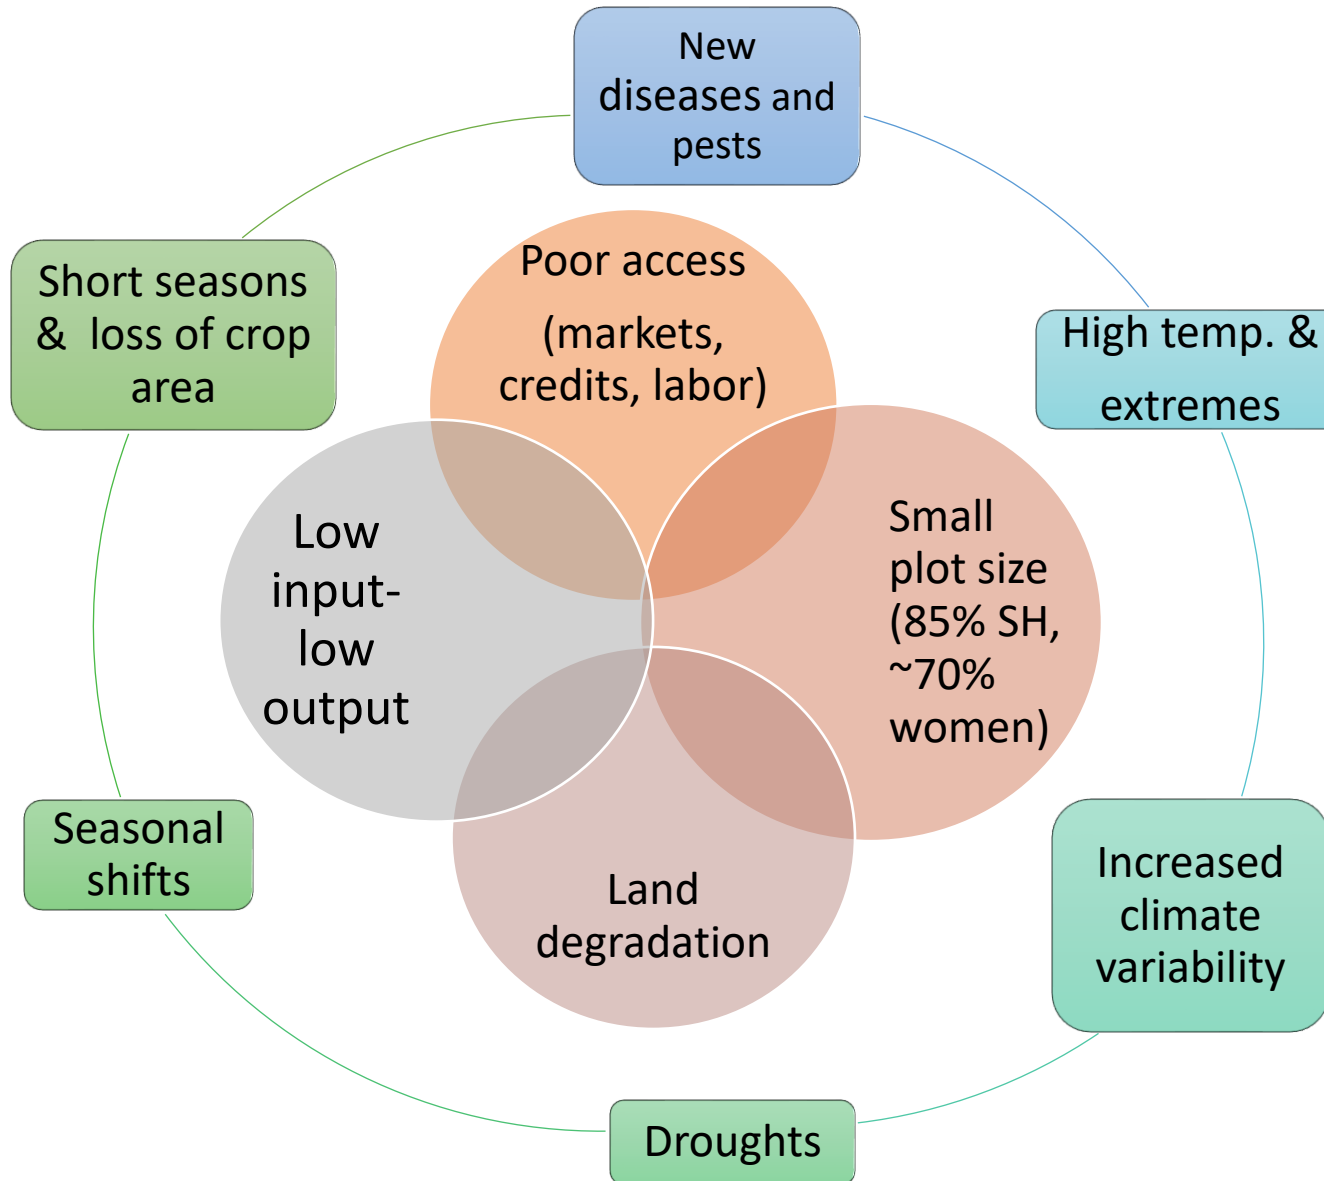 New
diseases and
pests
Short seasons
& loss of crop
area
Poor access
(markets,
credits, labor)
High temp. &
extremes
Low
input-
low
output
Small
plot size
(85% SH,
~70%
women)
Seasonal
shifts
Land
degradation
Increased
climate
variability
Droughts